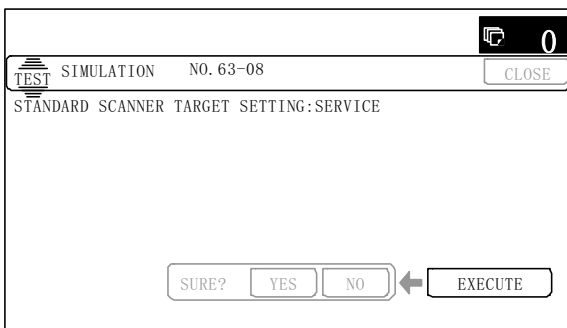 0
TEST SIMULATION NO. 63-08 CLOSE
STANDARD SCANNER TARGET SETTING:SERVICE
SURE? YES NO EXECUTE